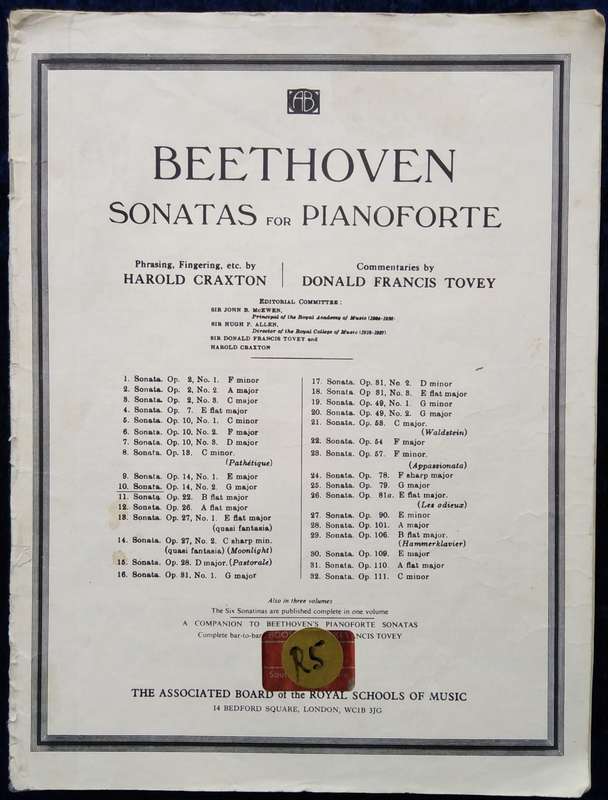 AB
BEETHOVEN
SONATAS FOR PIANOFORTE
Phrasing, Fingering, etc. by
HAROLD CRAXTON
Commentaries by
DONALD FRANCIS TOVEY
EDITORIAL COMMITTEE:
SIR JOHN B. McEWEN,
Principal of the Royal Academy of Music (1924-1936)
SIR HUGH P. ALLEN,
Director of the Royal College of Music (1918-1937)
SIR DONALD FRANCIS TOVEY and
HAROLD CRAXTON
1. Sonata. Op. 2, No. 1. F minor
2. Sonata. Op. 2, No. 2. A major
3. Sonata. Op. 2, No. 3. C major
4. Sonata. Op. 7. E flat major
5. Sonata. Op. 10, No. 1. C minor
6. Sonata. Op. 10, No. 2. F major
7. Sonata. Op. 10, No. 3. D major
8. Sonata. Op. 13. C minor.
(Pathétique)
9. Sonata. Op. 14, No. 1. E major
10. Sonata. Op. 14, No. 2. G major
11. Sonata. Op. 22. B flat major
12. Sonata. Op. 26. A flat major
13. Sonata. Op. 27, No. 1. E flat major
(quasi fantasia)
14. Sonata. Op. 27, No. 2. C sharp min.
(quasi fantasia) (Moonlight)
15. Sonata. Op. 28. D major. (Pastorale)
16. Sonata. Op. 31, No. 1. G major
17. Sonata. Op. 31, No. 2. D minor
18. Sonata. Op 31, No. 3. E flat major
19. Sonata. Op. 49, No. 1. G minor
20. Sonata. Op. 49, No. 2. G major
21. Sonata. Op. 53. C major.
(Waldstein)
22. Sonata. Op. 54 F major
23. Sonata. Op. 57. F minor.
(Appassionata)
24. Sonata. Op. 78. F sharp major
25. Sonata. Op. 79. G major
26. Sonata. Op. 81a. E flat major.
(Les adieux)
27. Sonata. Op. 90. E minor
28. Sonata. Op. 101. A major
29. Sonata. Op. 106. B flat major.
(Hammerklavier)
30. Sonata. Op. 109. E major
31. Sonata. Op. 110. A flat major
32. Sonata. Op. 111. C minor
Also in three volumes
The Six Sonatinas are published complete in one volume
A COMPANION TO BEETHOVEN'S PIANOFORTE SONATAS
Complete bar-to-bar FRANCIS TOVEY
R5
THE ASSOCIATED BOARD of the ROYAL SCHOOLS OF MUSIC
14 BEDFORD SQUARE, LONDON, WC1B 3JG